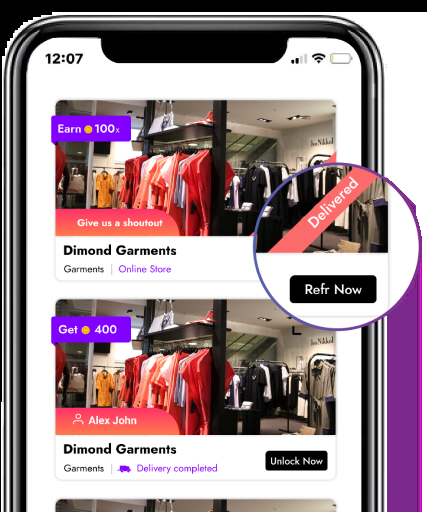 12:07
Earn 100x
Give us a shoutout
Dimond Garments
Garments | Online Store
Delivered
Refr Now
Get 400
Alex John
Dimond Garments
Garments | Delivery completed
Unlock Now